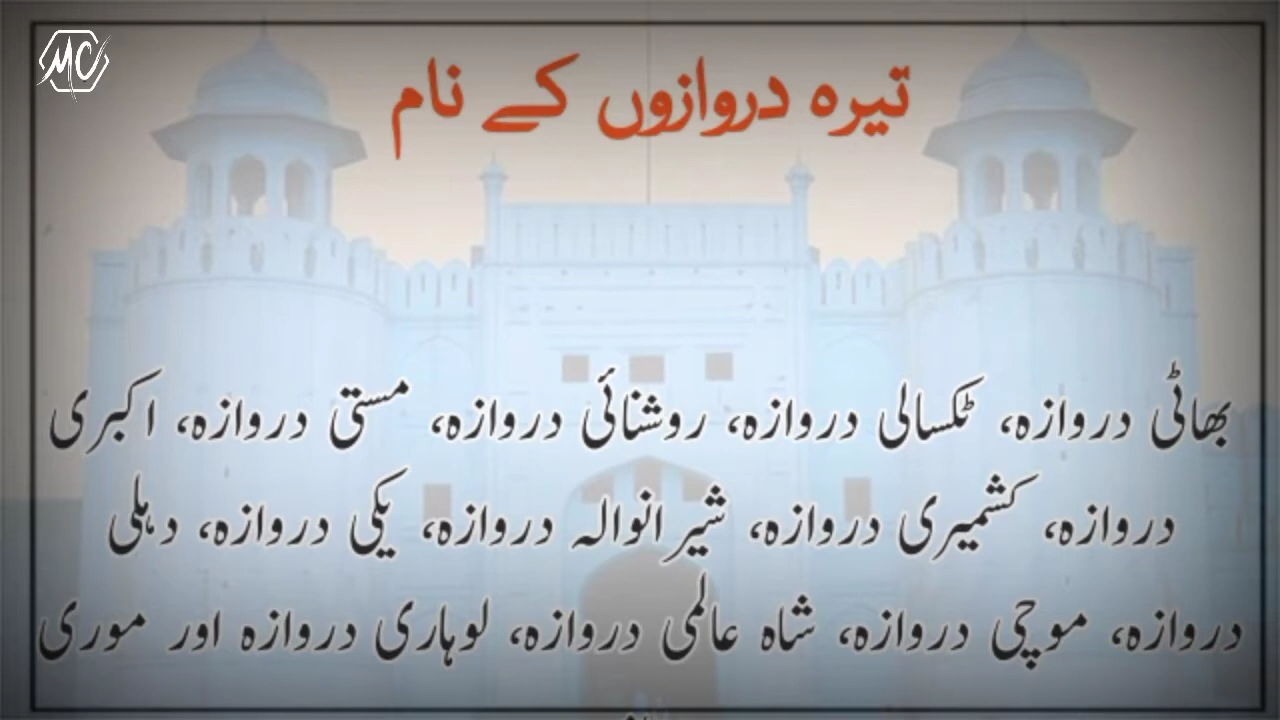 MC
تیرہ دروازوں کے نام
بھاٹی دروازہ، ٹکسالی دروازہ، روشنائی دروازہ، مستی دروازہ، اکبری
دروازہ، کشمیری دروازہ، شیرانوالہ دروازہ، یکی دروازہ، دہلی
دروازہ، موچی دروازہ، شاہ عالمی دروازہ، لوہاری دروازہ اور موری